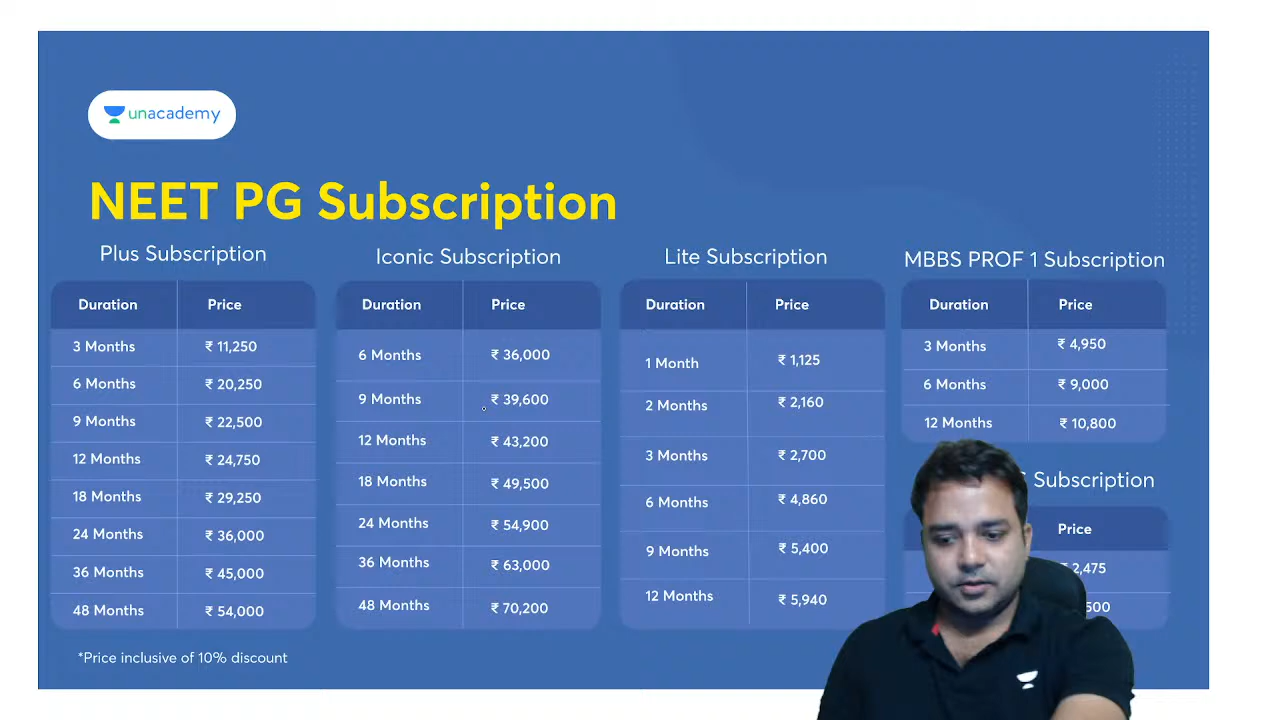 unacademy
NEET PG Subscription
Plus Subscription
Duration Price
3 Months ₹ 11,250
6 Months ₹ 20,250
9 Months ₹ 22,500
12 Months ₹ 24,750
18 Months ₹ 29,250
24 Months ₹ 36,000
36 Months ₹ 45,000
48 Months ₹ 54,000
Iconic Subscription
Duration Price
6 Months ₹ 36,000
9 Months ₹ 39,600
12 Months ₹ 43,200
18 Months ₹ 49,500
24 Months ₹ 54,900
36 Months ₹ 63,000
48 Months ₹ 70,200
Lite Subscription
Duration Price
1 Month ₹ 1,125
2 Months ₹ 2,160
3 Months ₹ 2,700
6 Months ₹ 4,860
9 Months ₹ 5,400
12 Months ₹ 5,940
MBBS PROF 1 Subscription
Duration Price
3 Months ₹ 4,950
6 Months ₹ 9,000
12 Months ₹ 10,800
Subscription
Price
2,475
*Price inclusive of 10% discount